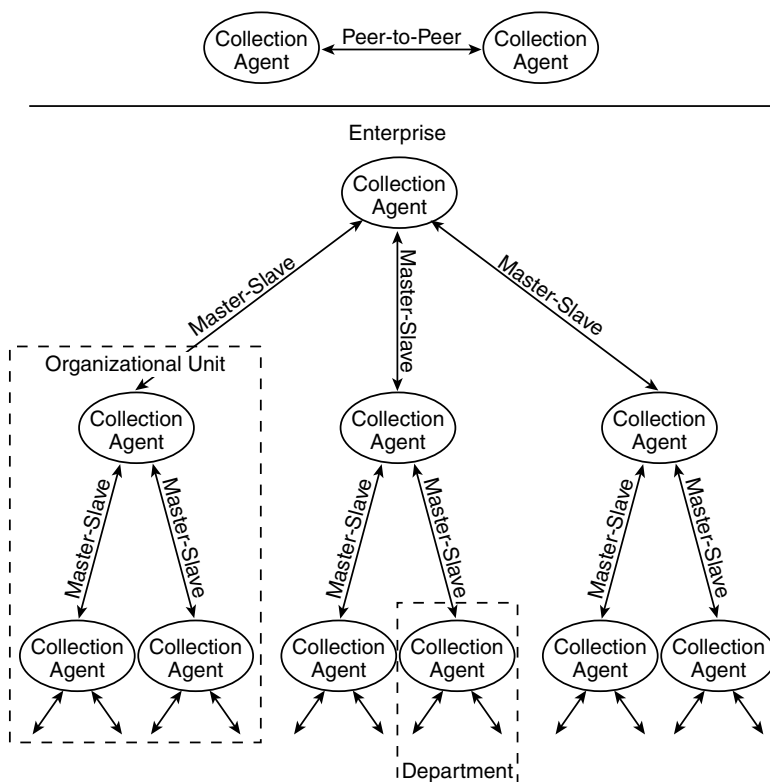 Collection
Agent
Peer-to-Peer
Collection
Agent
Enterprise
Collection
Agent
Master-Slave
Master-Slave
Master-Slave
Organizational Unit
Collection
Agent
Collection
Agent
Collection
Agent
Master-Slave
Master-Slave
Master-Slave
Master-Slave
Master-Slave
Master-Slave
Collection
Agent
Collection
Agent
Collection
Agent
Collection
Agent
Collection
Agent
Collection
Agent
Department